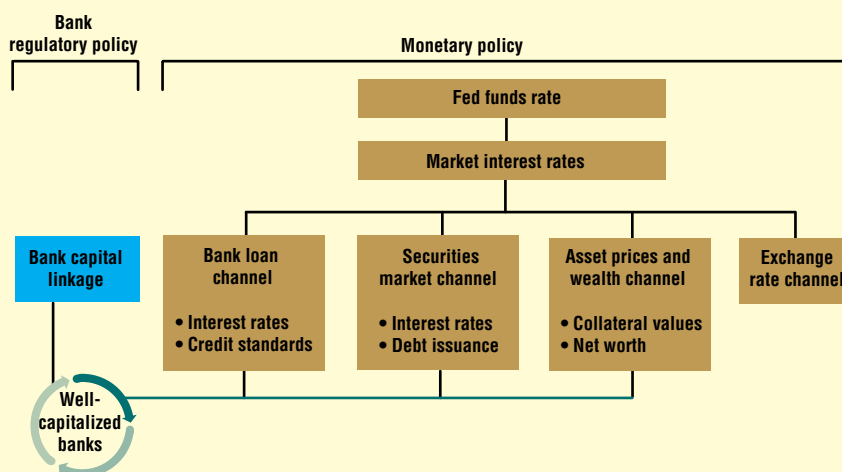 Bank
regulatory policy
Monetary policy
Fed funds rate
Market interest rates
Bank capital
linkage
Bank loan
channel
• Interest rates
• Credit standards
Securities
market channel
• Interest rates
• Debt issuance
Asset prices and
wealth channel
• Collateral values
• Net worth
Exchange
rate channel
Well-
capitalized
banks